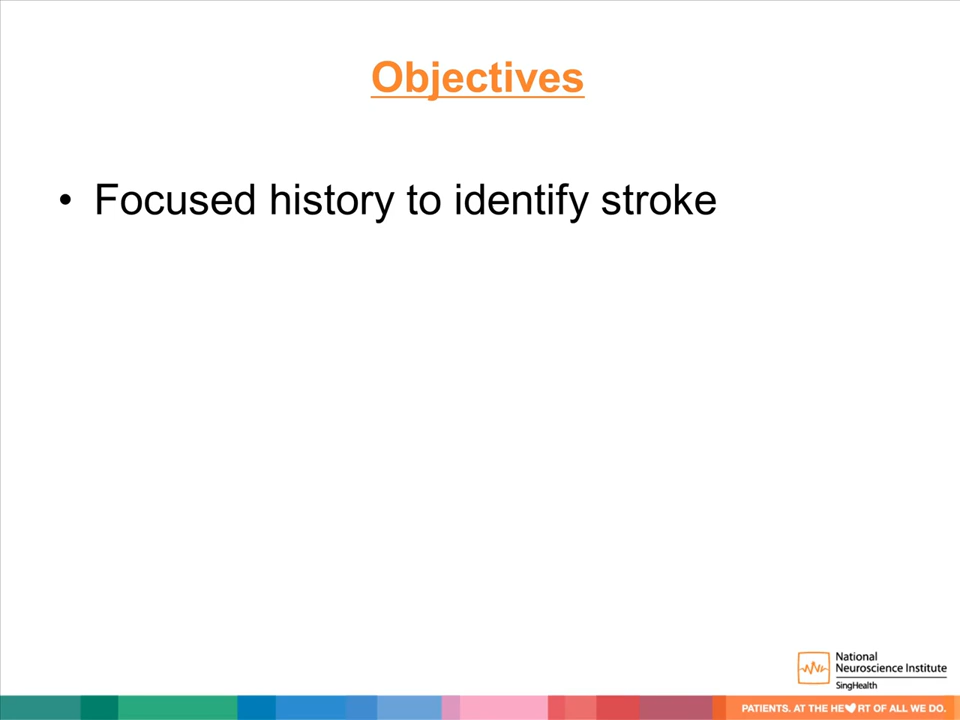 Objectives
• Focused history to identify stroke
National
Neuroscience Institute
SingHealth
PATIENTS. AT THE HE♥RT OF ALL WE DO.